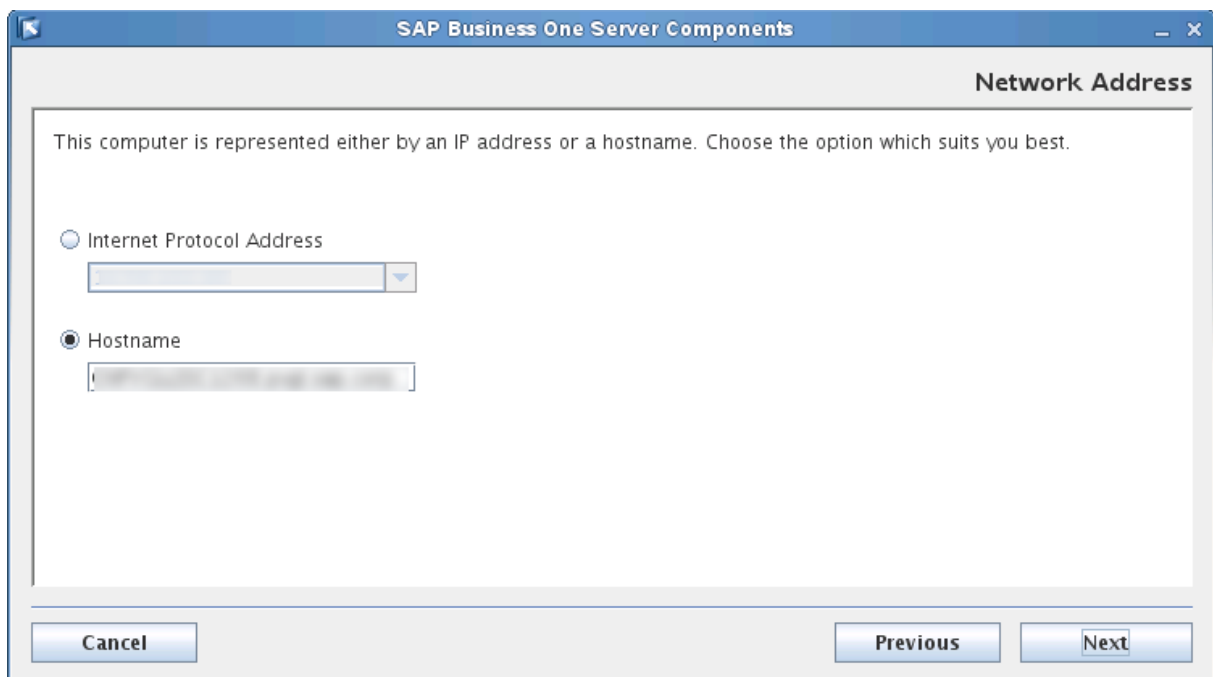 SAP Business One Server Components
Network Address
This computer is represented either by an IP address or a hostname. Choose the option which suits you best.
Internet Protocol Address
Hostname
Cancel
Previous
Next